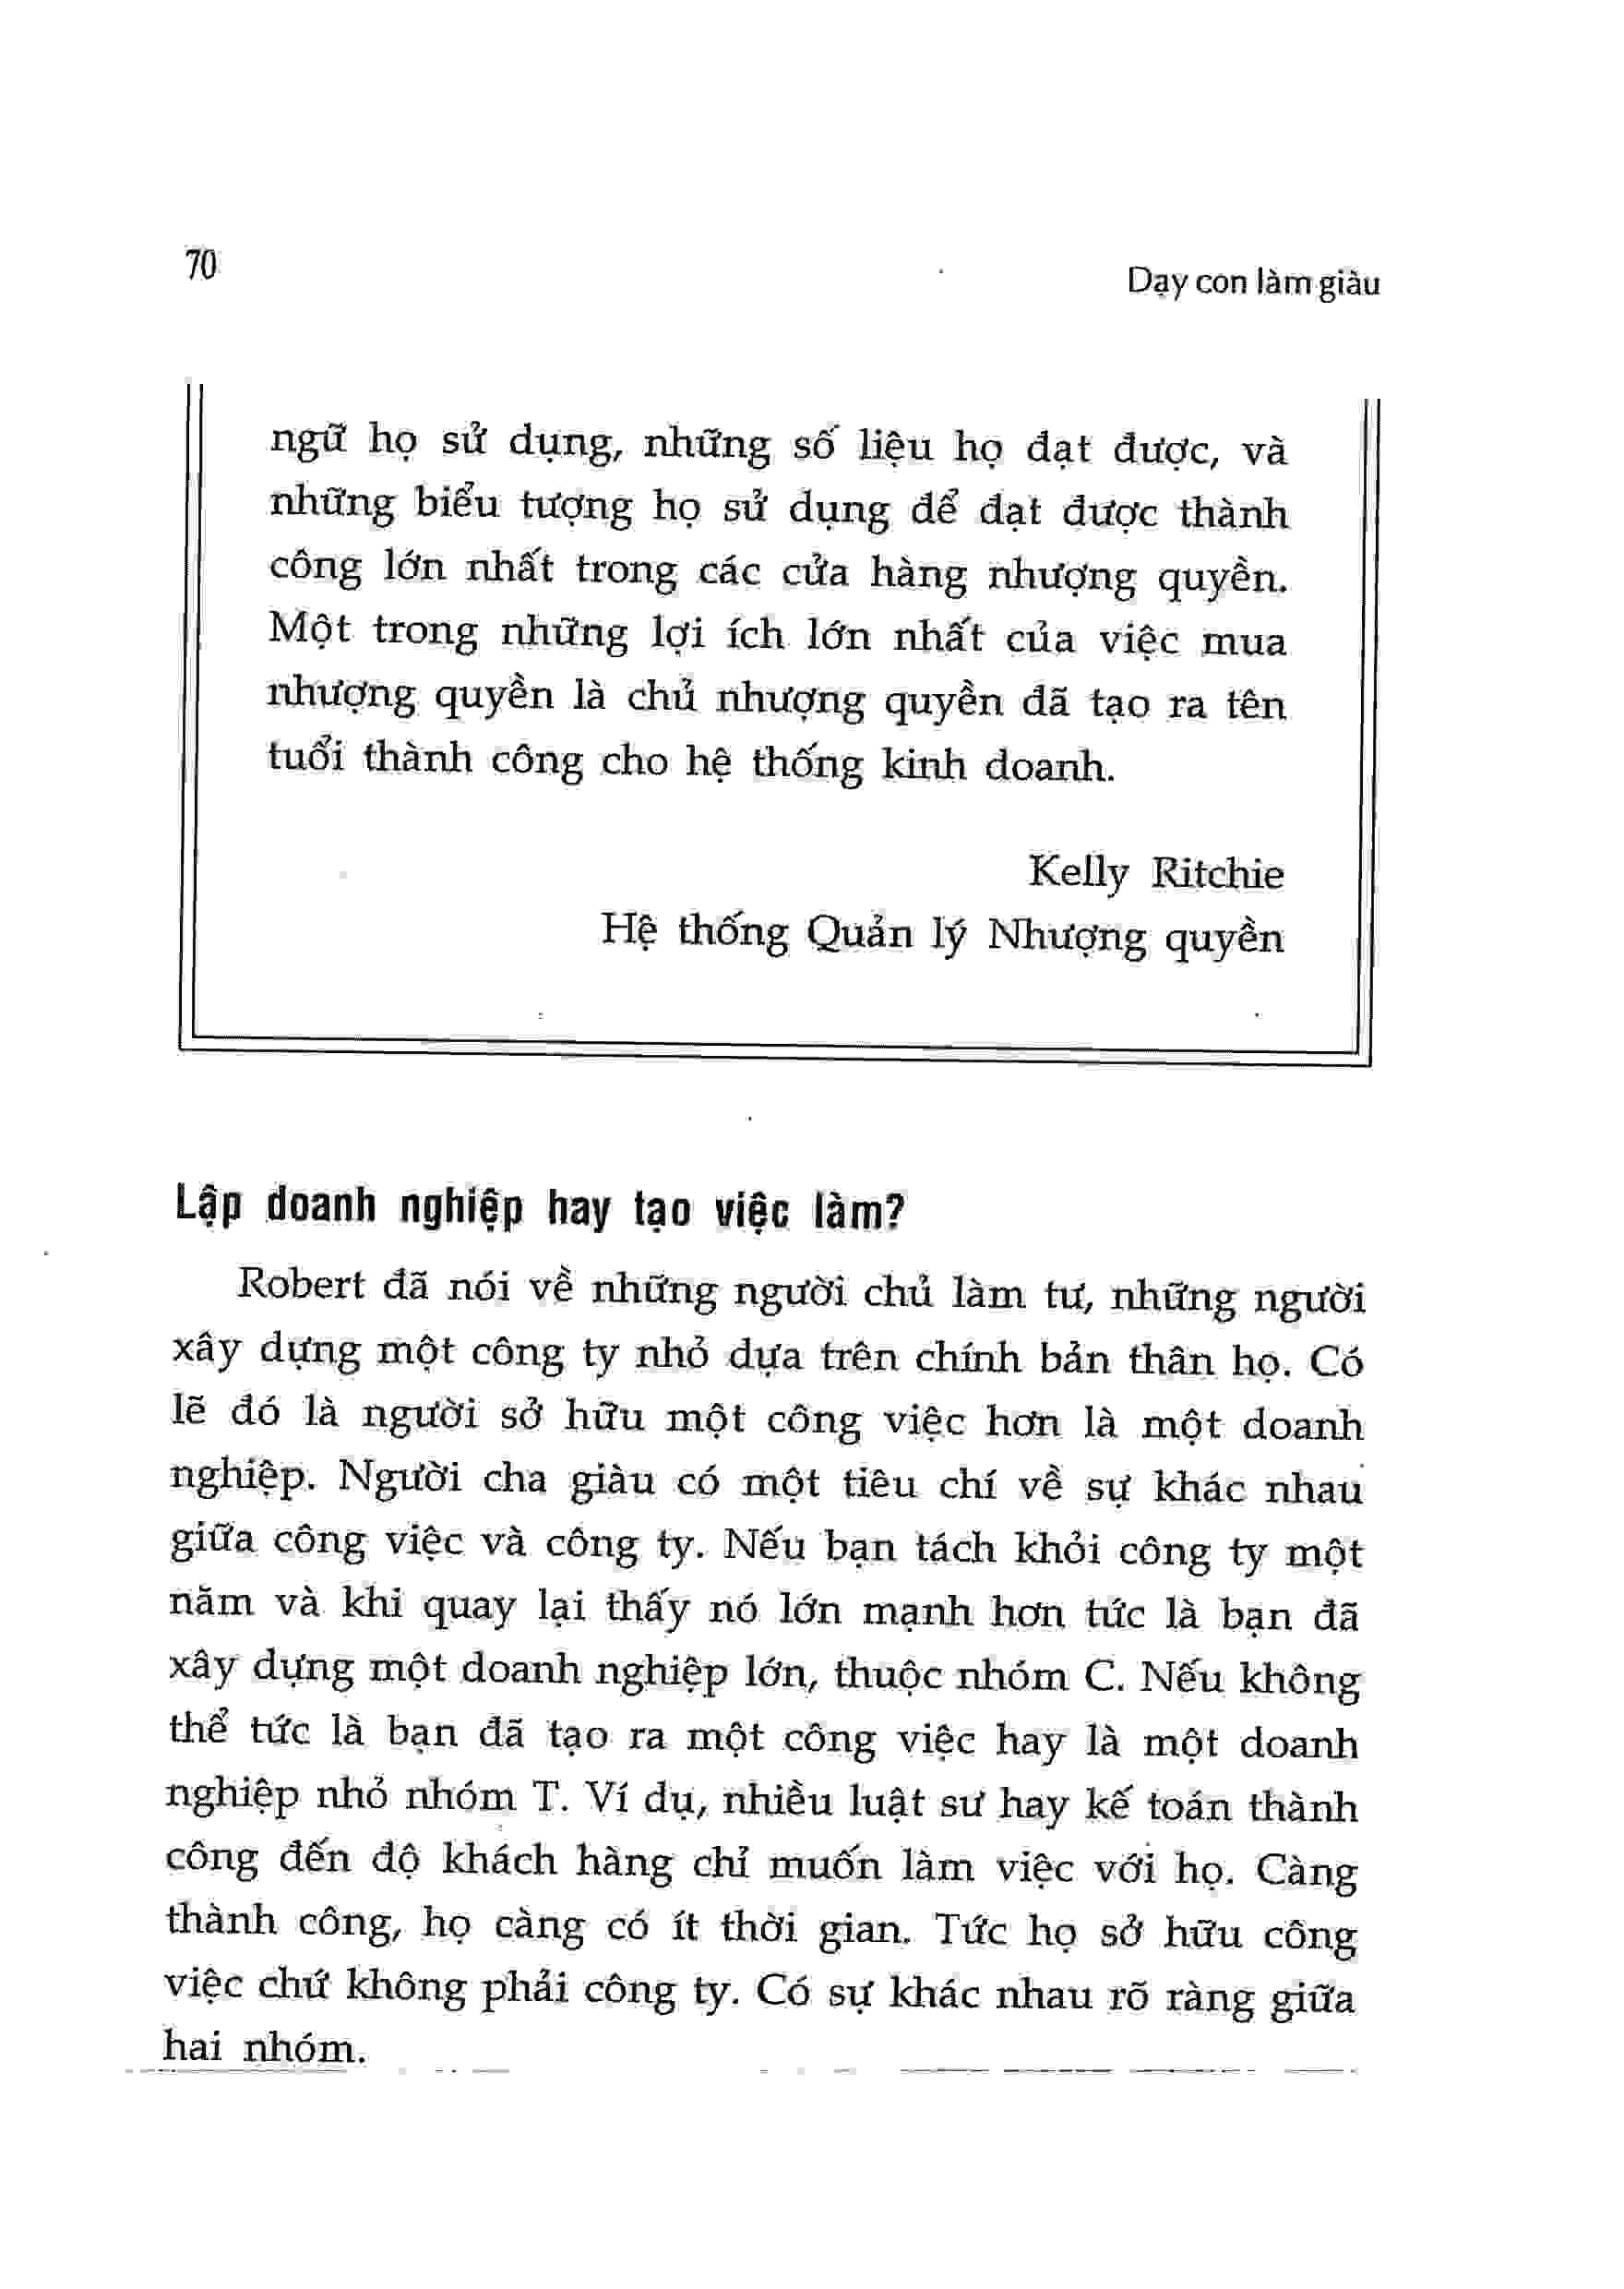 70
Dạy con làm giàu
ngữ họ sử dụng, những số liệu họ đạt được, và
những biểu tượng họ sử dụng để đạt được thành
công lớn nhất trong các cửa hàng nhượng quyền.
Một trong những lợi ích lớn nhất của việc mua
nhượng quyền là chủ nhượng quyền đã tạo ra tên
tuổi thành công cho hệ thống kinh doanh.
Kelly Ritchie
Hệ thống Quản lý Nhượng quyền
Lập doanh nghiệp hay tạo việc làm?
Robert đã nói về những người chủ làm tư, những người
xây dựng một công ty nhỏ dựa trên chính bản thân họ. Có
lẽ đó là người sở hữu một công việc hơn là một doanh
nghiệp. Người cha giàu có một tiêu chí về sự khác nhau
giữa công việc và công ty. Nếu bạn tách khỏi công ty một
năm và khi quay lại thấy nó lớn mạnh hơn tức là bạn đã
xây dựng một doanh nghiệp lớn, thuộc nhóm C. Nếu không
thể tức là bạn đã tạo ra một công việc hay là một doanh
nghiệp nhỏ nhóm T. Ví dụ, nhiều luật sư hay kế toán thành
công đến độ khách hàng chỉ muốn làm việc với họ. Càng
thành công, họ càng có ít thời gian. Tức họ sở hữu công
việc chứ không phải công ty. Có sự khác nhau rõ ràng giữa
hai nhóm.